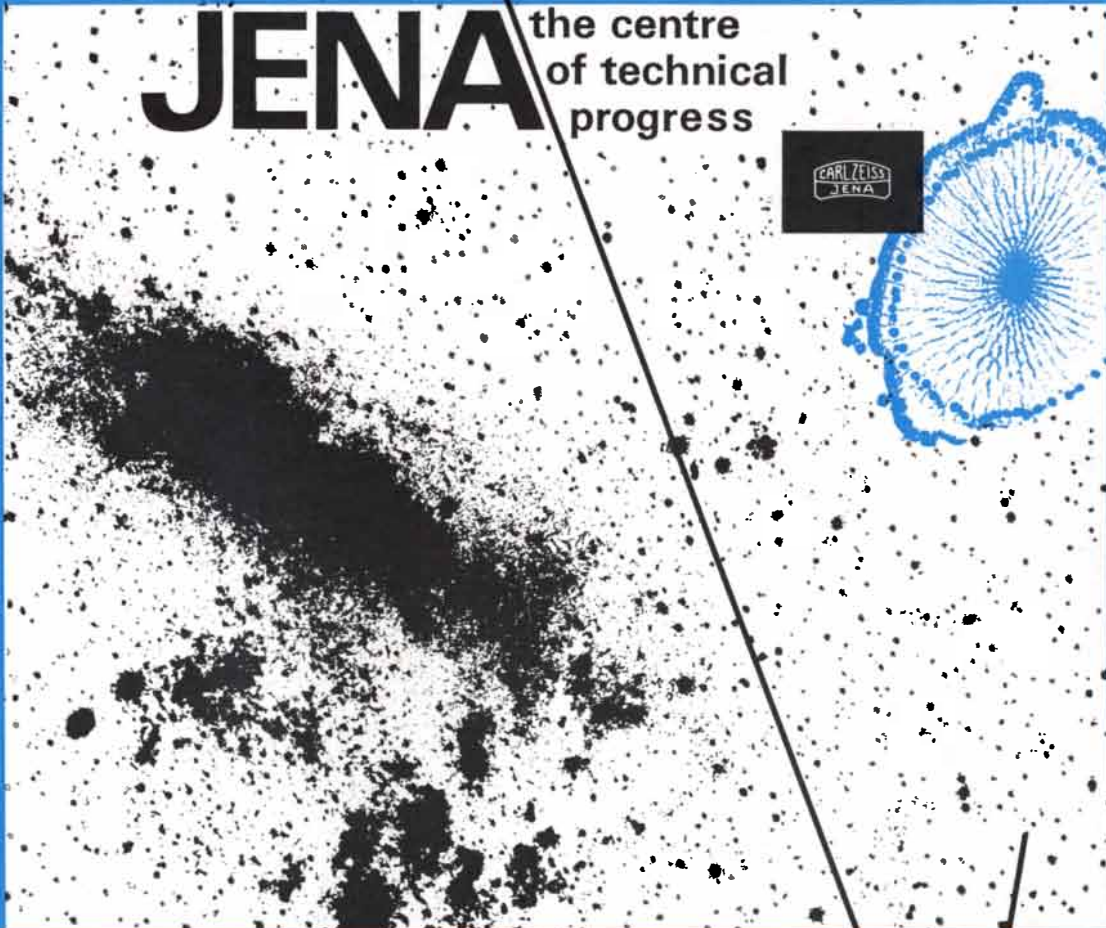 JENA
the centre
of technical
progress
CARL ZEISS
JENA